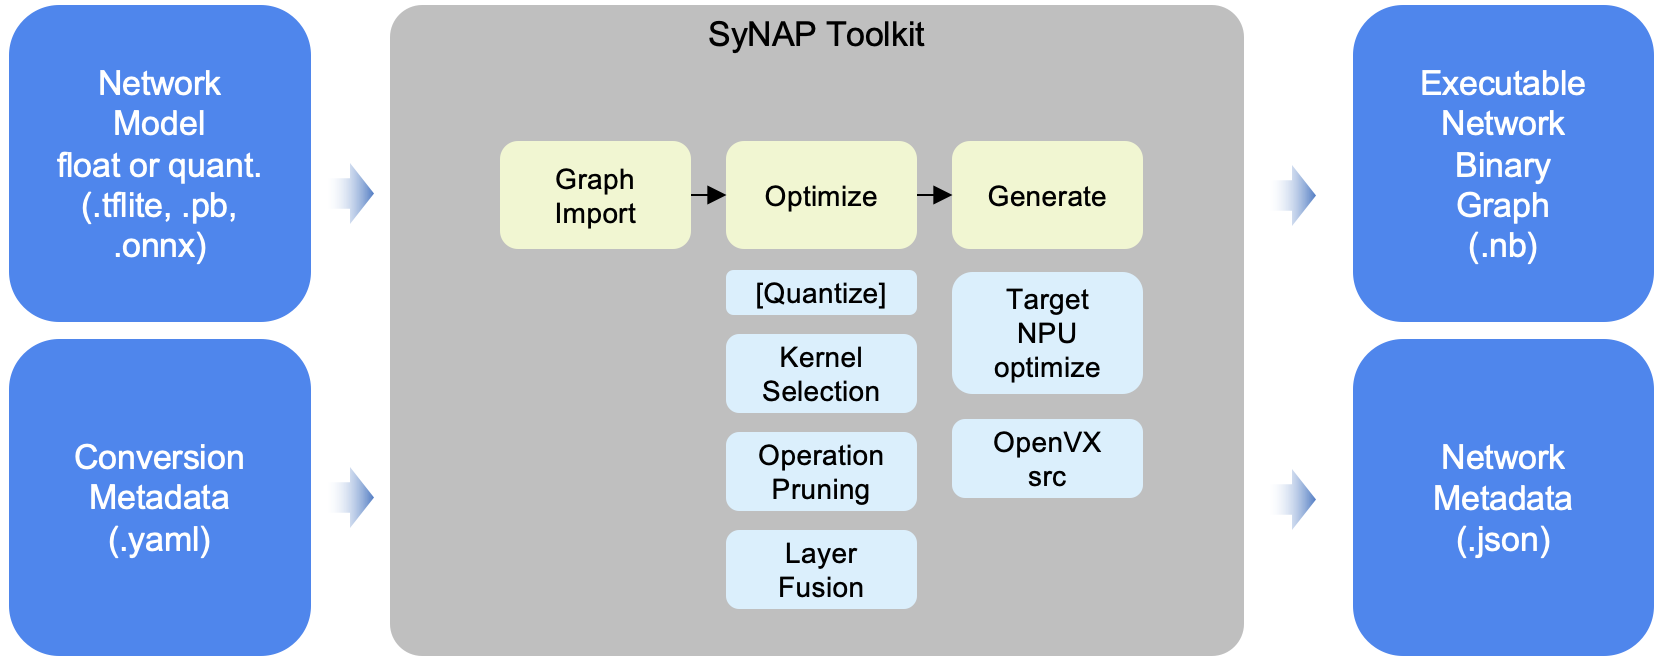 Network
Model
float or quant.
(.tflite, .pb,
.onnx)
Conversion
Metadata
(.yaml)
SyNAP Toolkit
Graph
Import
Optimize
Generate
[Quantize]
Kernel
Selection
Operation
Pruning
Layer
Fusion
Target
NPU
optimize
OpenVX
src
Executable
Network
Binary
Graph
(.nb)
Network
Metadata
(.json)